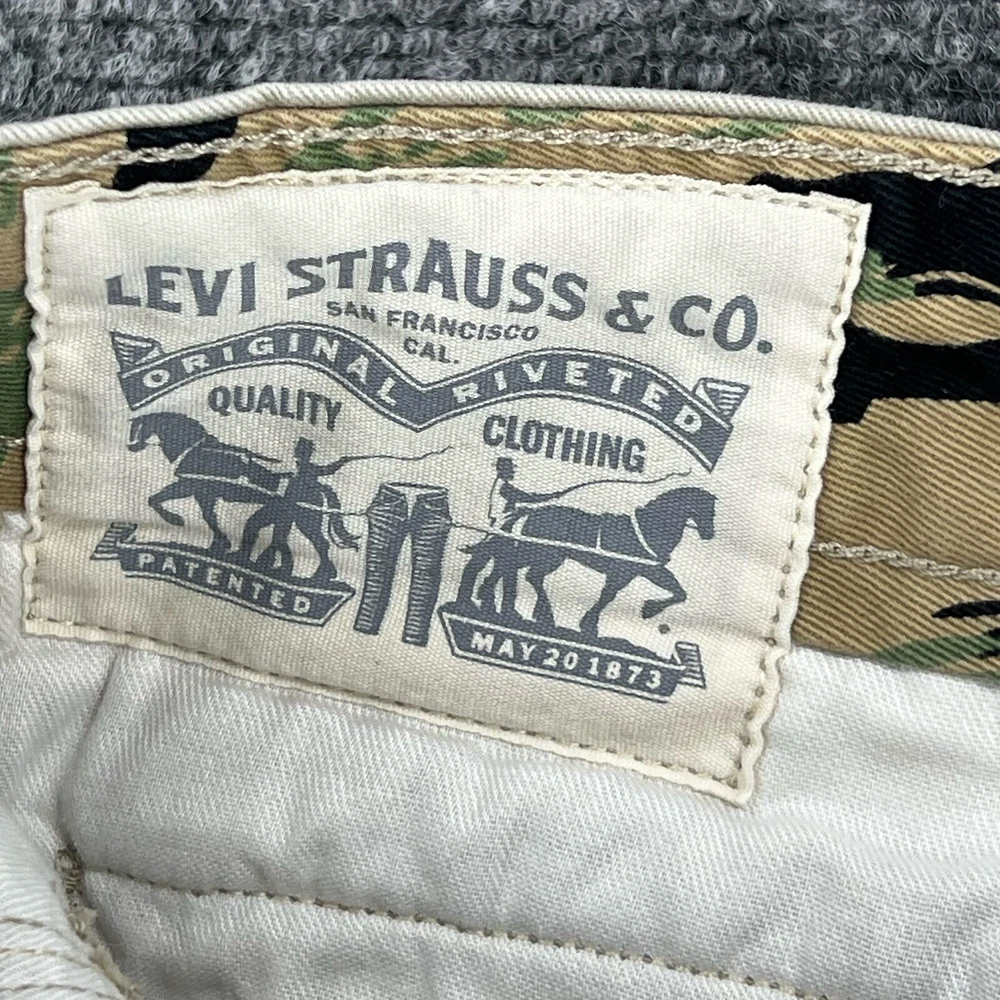 LEVI STRAUSS & CO.
SAN FRANCISCO
CAL.
ORIGINAL RIVETED
QUALITY CLOTHING
PATENTED
MAY 20 1873